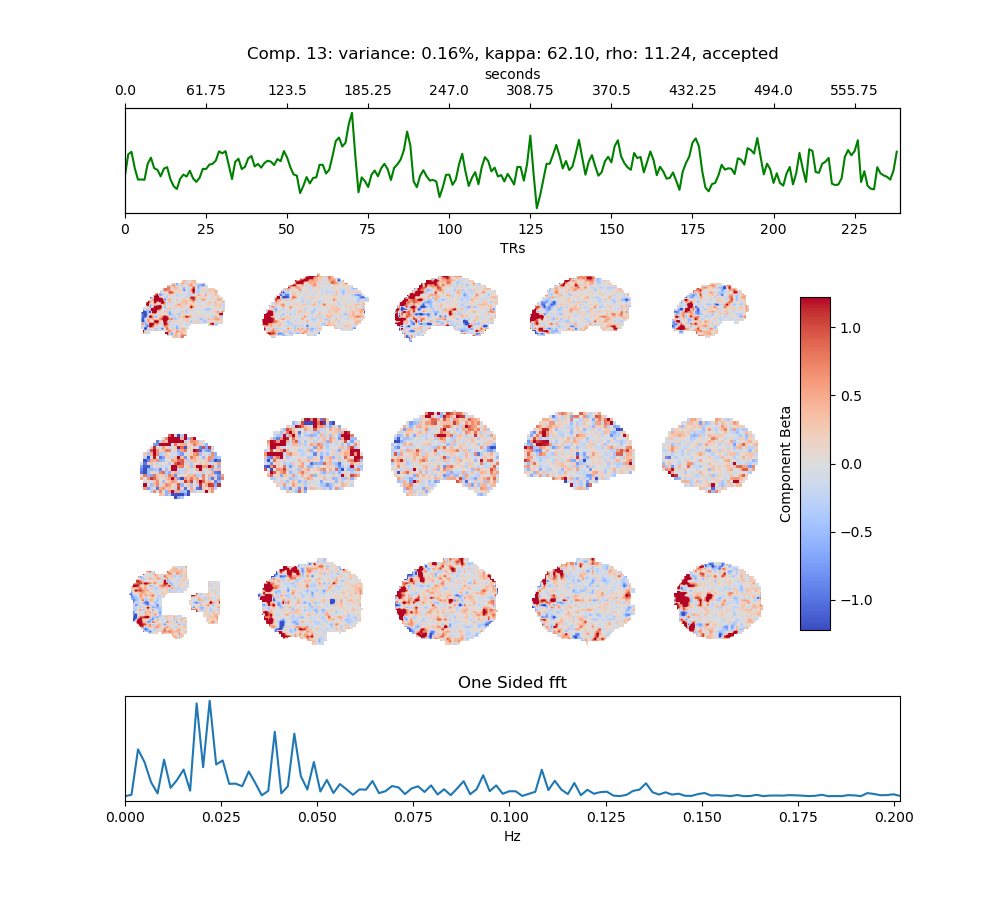 Comp. 13: variance: 0.16%, kappa: 62.10, rho: 11.24, accepted
seconds
0.0 61.75 123.5 185.25 247.0 308.75 370.5 432.25 494.0 555.75
0 25 50 75 100 125 150 175 200 225
TRs
1.0
0.5
0.0
−0.5
−1.0
Component Beta
One Sided fft
0.000 0.025 0.050 0.075 0.100 0.125 0.150 0.175 0.200
Hz